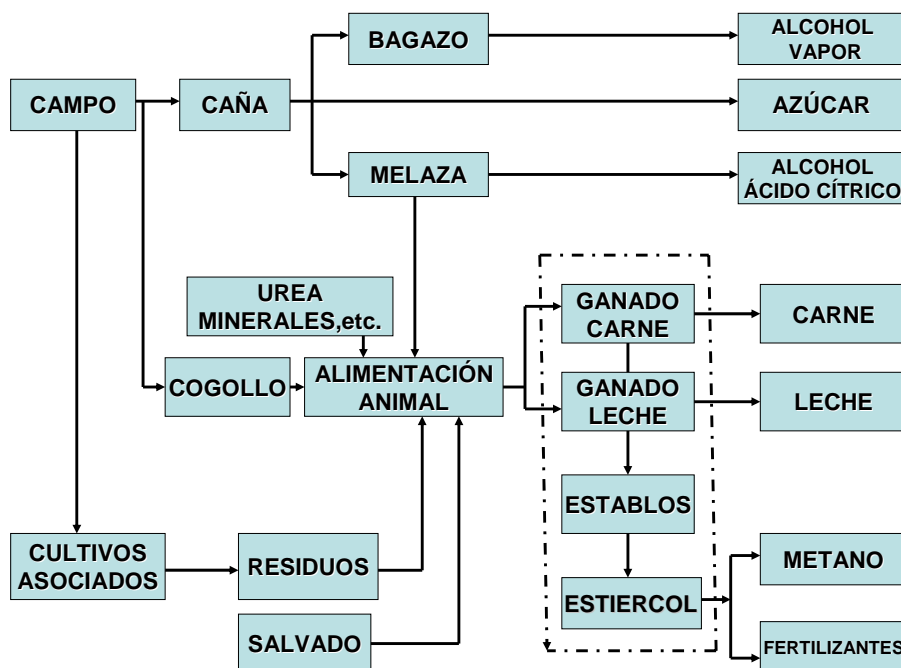 BAGAZO
ALCOHOL
VAPOR
CAMPO
CAÑA
AZÚCAR
MELAZA
ALCOHOL
ÁCIDO CÍTRICO
UREA
MINERALES,etc.
GANADO
CARNE
CARNE
COGOLLO
ALIMENTACIÓN
ANIMAL
GANADO
LECHE
LECHE
ESTABLOS
CULTIVOS
ASOCIADOS
RESIDUOS
METANO
ESTIERCOL
SALVADO
FERTILIZANTES